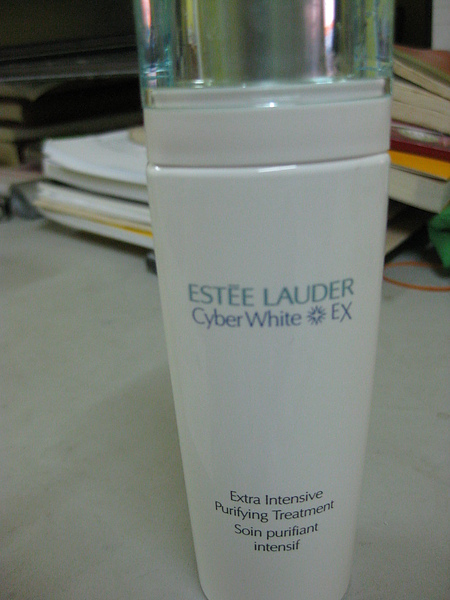 ESTĒE LAUDER
CyberWhite EX
Extra Intensive
Purifying Treatment
Soin purifiant
intensif